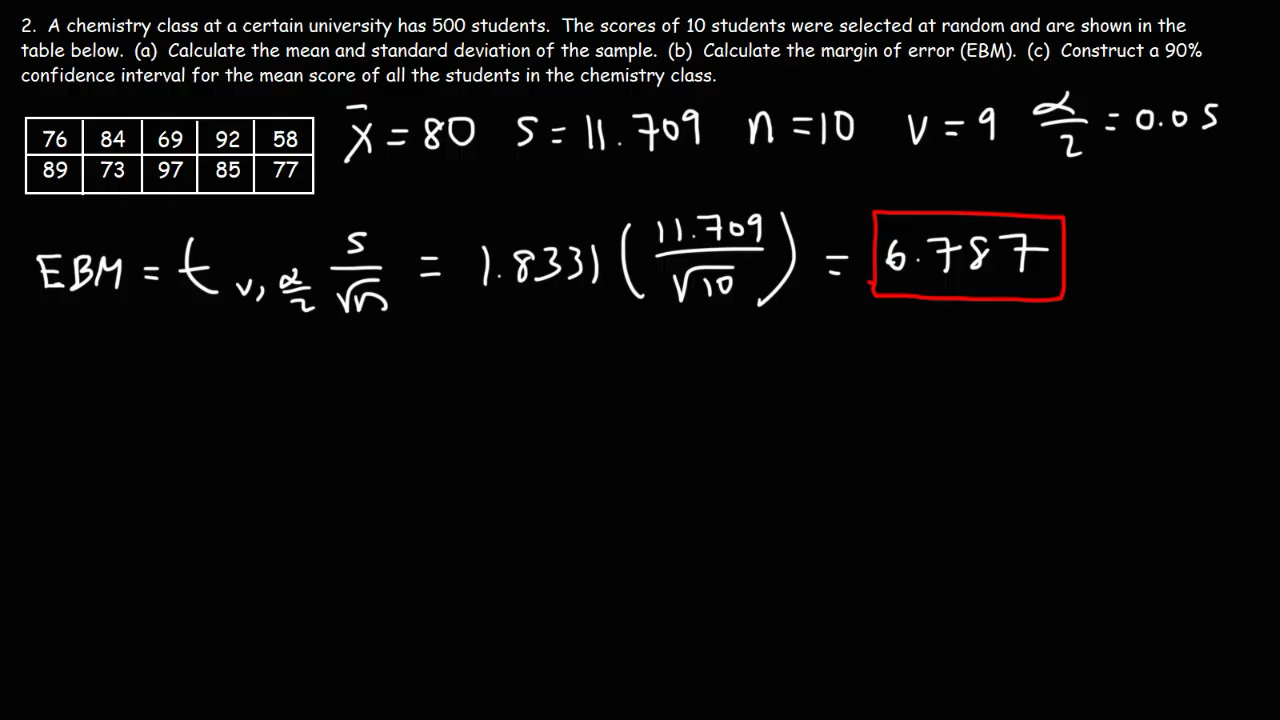 2. A chemistry class at a certain university has 500 students. The scores of 10 students were selected at random and are shown in the
table below. (a) Calculate the mean and standard deviation of the sample. (b) Calculate the margin of error (EBM). (c) Construct a 90%
confidence interval for the mean score of all the students in the chemistry class.
76 84 69 92 58
89 73 97 85 77
x̄ = 80 s = 11.709 n = 10 v = 9 α/2 = 0.05
EBM = t v, α/2 s/√n = 1.8331 (11.709/√10) = 6.787